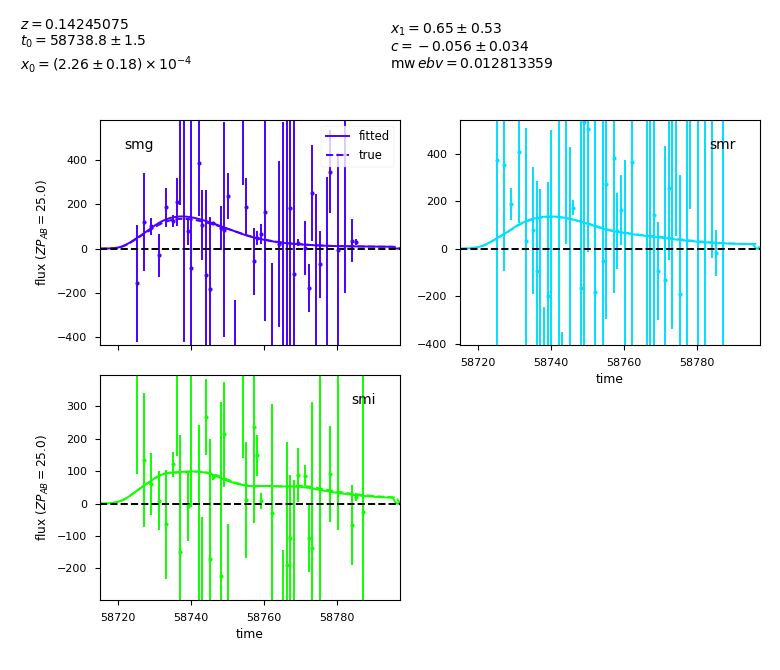 z = 0.14245075
t₀ = 58738.8 ± 1.5
x₀ = (2.26 ± 0.18) × 10⁻⁴
x₁ = 0.65 ± 0.53
c = −0.056 ± 0.034
mw ebv = 0.012813359
smg
fitted
true
400
200
0
−200
−400
flux (ZP_AB = 25.0)
smr
400
200
0
−200
−400
58720 58740 58760 58780
time
smi
300
200
100
0
−100
−200
flux (ZP_AB = 25.0)
58720 58740 58760 58780
time